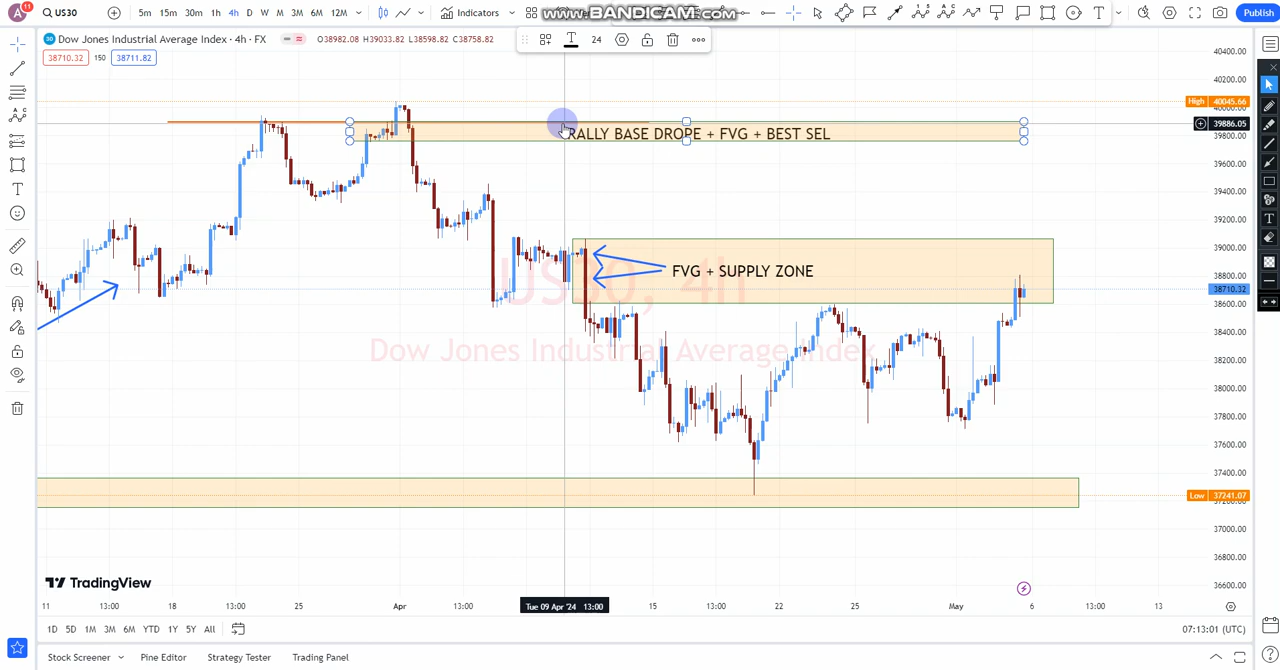 A 11 US30 5m 15m 30m 1h 4h D W M 3M 6M 12M Indicators Publish
www.BANDICAM.com
Dow Jones Industrial Average Index · 4h · FX O38982.08 H39033.82 L38598.82 C38758.82
24
38710.32 150 38711.82
40400.00
40200.00
High 40045.66
40000.00
39886.05
39800.00
RALLY BASE DROPE + FVG + BEST SEL
39600.00
39400.00
39200.00
39000.00
FVG + SUPPLY ZONE
38800.00
US30, 4h
38710.32
38600.00
38400.00
Dow Jones Industrial Average Index
38200.00
38000.00
37800.00
37600.00
37400.00
Low 37241.07
37000.00
36800.00
TradingView
36600.00
11 13:00 18 13:00 25 Apr 13:00 Tue 09 Apr '24 13:00 15 13:00 22 25 May 6 13:00 13
1D 5D 1M 3M 6M YTD 1Y 5Y All 07:13:01 (UTC)
Stock Screener Pine Editor Strategy Tester Trading Panel